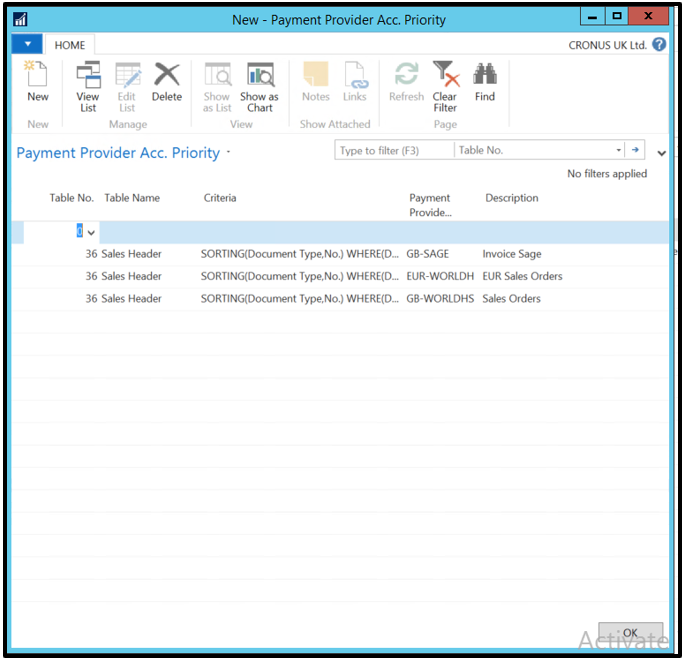 New - Payment Provider Acc. Priority
HOME
CRONUS UK Ltd.
New
View List
Edit List
Delete
Show as List
Show as Chart
Notes
Links
Refresh
Clear Filter
Find
New
Manage
View
Show Attached
Page
Payment Provider Acc. Priority
Type to filter (F3)
Table No.
No filters applied
Table No. Table Name Criteria Payment Provide... Description
0
36 Sales Header SORTING(Document Type,No.) WHERE(D... GB-SAGE Invoice Sage
36 Sales Header SORTING(Document Type,No.) WHERE(D... EUR-WORLDH EUR Sales Orders
36 Sales Header SORTING(Document Type,No.) WHERE(D... GB-WORLDHS Sales Orders
OK
Activate